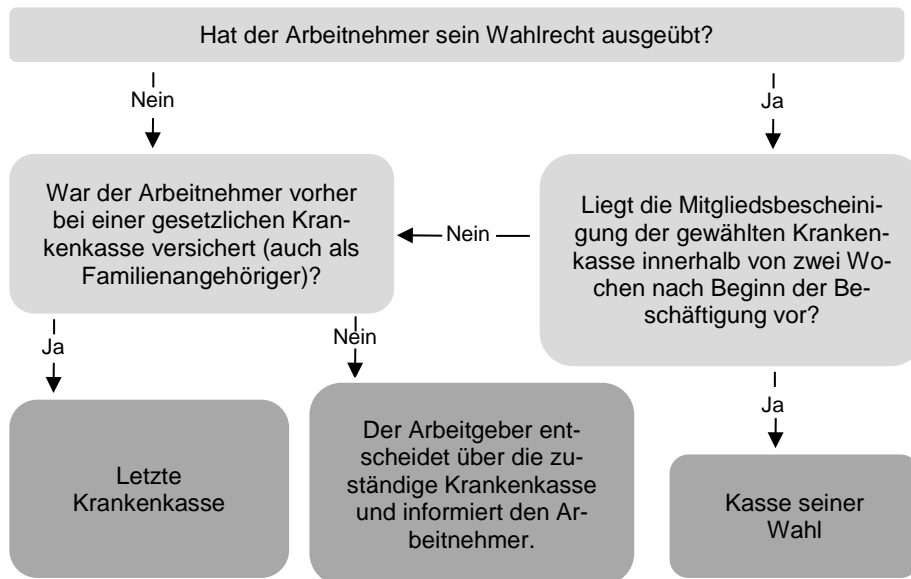 Hat der Arbeitnehmer sein Wahlrecht ausgeübt?
Nein
Ja
War der Arbeitnehmer vorher
bei einer gesetzlichen Kran-
kenkasse versichert (auch als
Familienangehöriger)?
Nein
Liegt die Mitgliedsbescheini-
gung der gewählten Kranken-
kasse innerhalb von zwei Wo-
chen nach Beginn der Be-
schäftigung vor?
Ja
Nein
Ja
Letzte
Krankenkasse
Der Arbeitgeber ent-
scheidet über die zu-
ständige Krankenkasse
und informiert den Ar-
beitnehmer.
Kasse seiner
Wahl